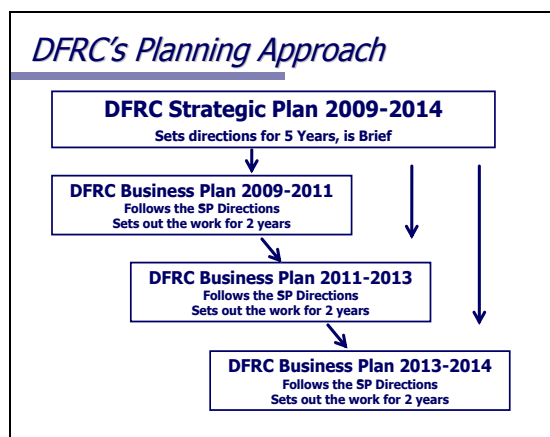 DFRC's Planning Approach
DFRC Strategic Plan 2009-2014
Sets directions for 5 Years, is Brief
DFRC Business Plan 2009-2011
Follows the SP Directions
Sets out the work for 2 years
DFRC Business Plan 2011-2013
Follows the SP Directions
Sets out the work for 2 years
DFRC Business Plan 2013-2014
Follows the SP Directions
Sets out the work for 2 years